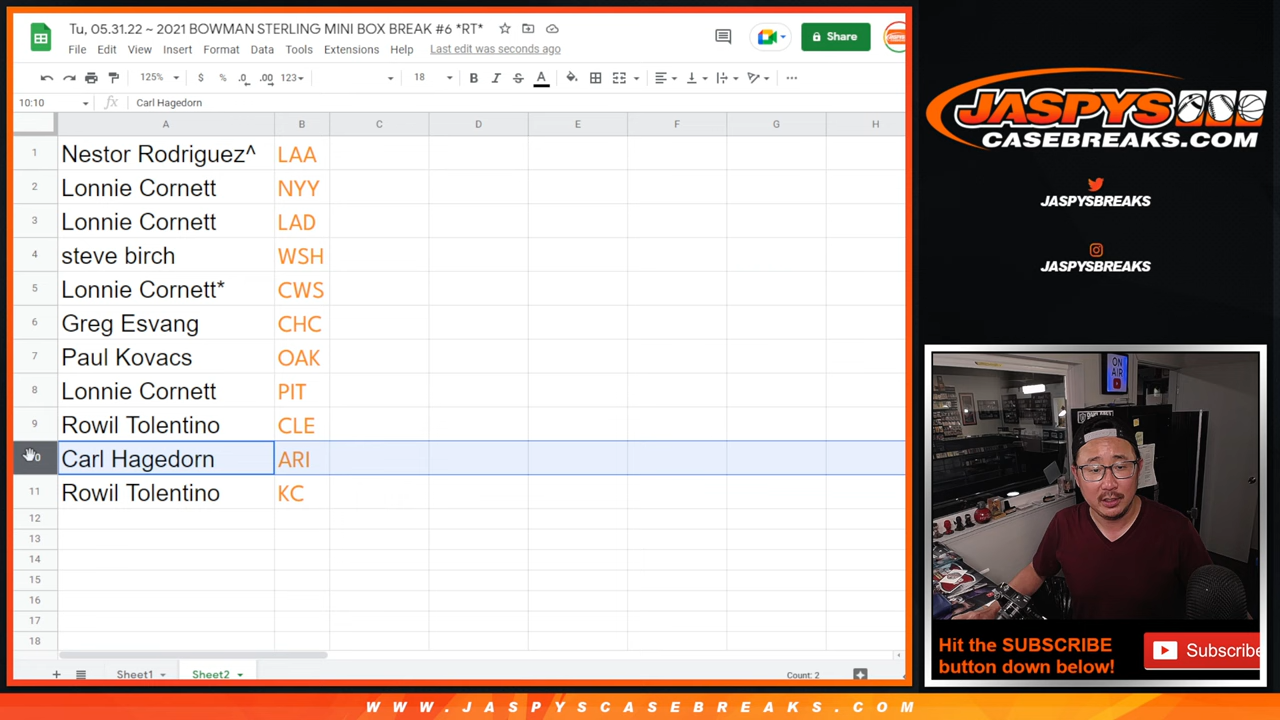 Tu, 05.31.22 ~ 2021 BOWMAN STERLING MINI BOX BREAK #6 *RT*
File Edit View Insert Format Data Tools Extensions Help Last edit was seconds ago
Share
125% $ % .0 .00 123 18 B I S A
10:10 fx Carl Hagedorn
A B C D E F G H
1 Nestor Rodriguez^ LAA
2 Lonnie Cornett NYY
3 Lonnie Cornett LAD
4 steve birch WSH
5 Lonnie Cornett* CWS
6 Greg Esvang CHC
7 Paul Kovacs OAK
8 Lonnie Cornett PIT
9 Rowil Tolentino CLE
Carl Hagedorn ARI
11 Rowil Tolentino KC
12
13
14
15
16
17
18
Sheet1 Sheet2 Count: 2
JASPYS
CASEBREAKS.COM
JASPYSBREAKS
JASPYSBREAKS
ON
AIR
Hit the SUBSCRIBE
button down below!
Subscribe
WWW.JASPYSCASEBREAKS.COM